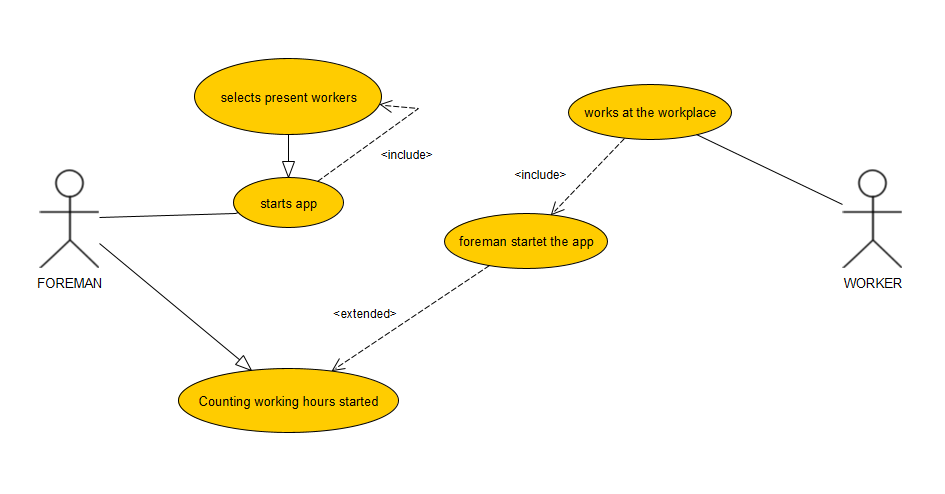 selects present workers
works at the workplace
<include>
<include>
starts app
foreman startet the app
FOREMAN
WORKER
<extended>
Counting working hours started